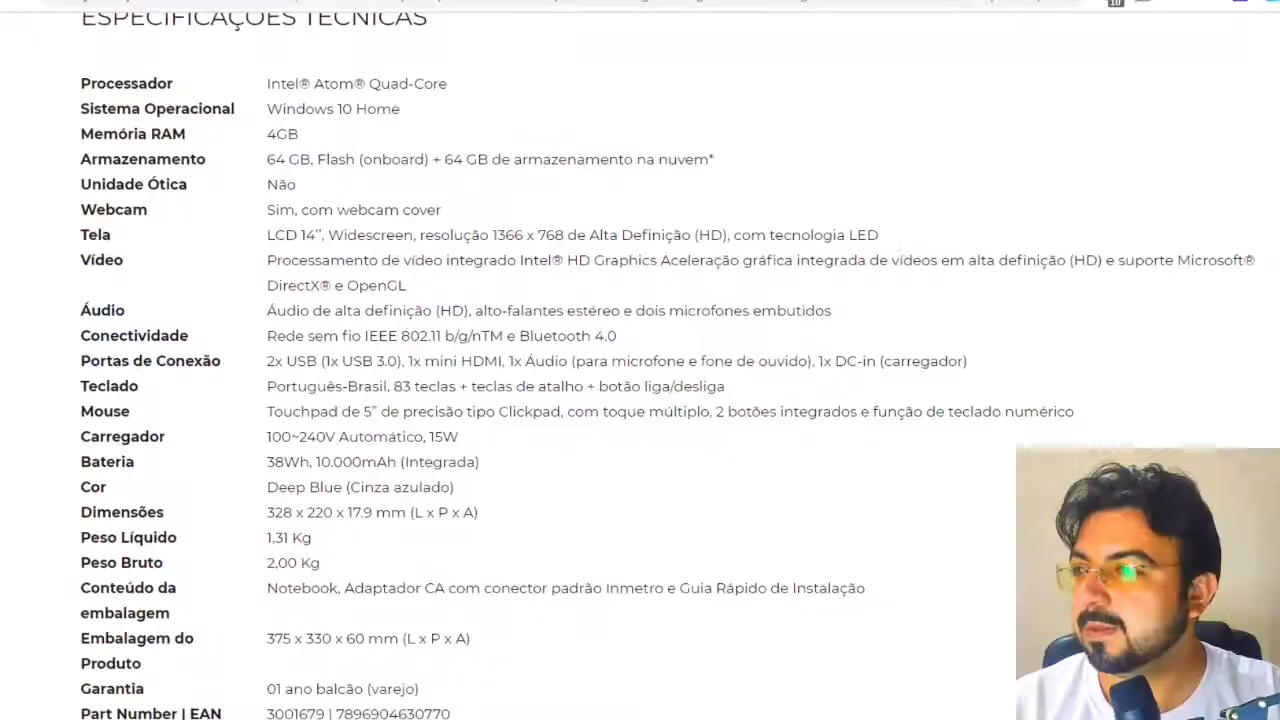 ESPECIFICAÇÕES TÉCNICAS
Processador Intel® Atom® Quad-Core
Sistema Operacional Windows 10 Home
Memória RAM 4GB
Armazenamento 64 GB, Flash (onboard) + 64 GB de armazenamento na nuvem*
Unidade Ótica Não
Webcam Sim, com webcam cover
Tela LCD 14’’, Widescreen, resolução 1366 x 768 de Alta Definição (HD), com tecnologia LED
Vídeo Processamento de vídeo integrado Intel® HD Graphics Aceleração gráfica integrada de vídeos em alta definição (HD) e suporte Microsoft®
DirectX® e OpenGL
Áudio Áudio de alta definição (HD), alto-falantes estéreo e dois microfones embutidos
Conectividade Rede sem fio IEEE 802.11 b/g/nTM e Bluetooth 4.0
Portas de Conexão 2x USB (1x USB 3.0), 1x mini HDMI, 1x Áudio (para microfone e fone de ouvido), 1x DC-in (carregador)
Teclado Português-Brasil, 83 teclas + teclas de atalho + botão liga/desliga
Mouse Touchpad de 5” de precisão tipo Clickpad, com toque múltiplo, 2 botões integrados e função de teclado numérico
Carregador 100~240V Automático, 15W
Bateria 38Wh, 10.000mAh (Integrada)
Cor Deep Blue (Cinza azulado)
Dimensões 328 x 220 x 17.9 mm (L x P x A)
Peso Líquido 1,31 Kg
Peso Bruto 2,00 Kg
Conteúdo da Notebook, Adaptador CA com conector padrão Inmetro e Guia Rápido de Instalação
embalagem
Embalagem do 375 x 330 x 60 mm (L x P x A)
Produto
Garantia 01 ano balcão (varejo)
Part Number | EAN 3001679 | 7896904630770
10